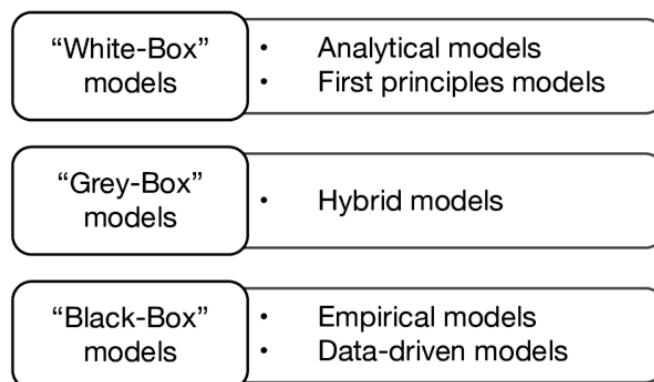 “White-Box”
models
• Analytical models
• First principles models
“Grey-Box”
models
• Hybrid models
“Black-Box”
models
• Empirical models
• Data-driven models